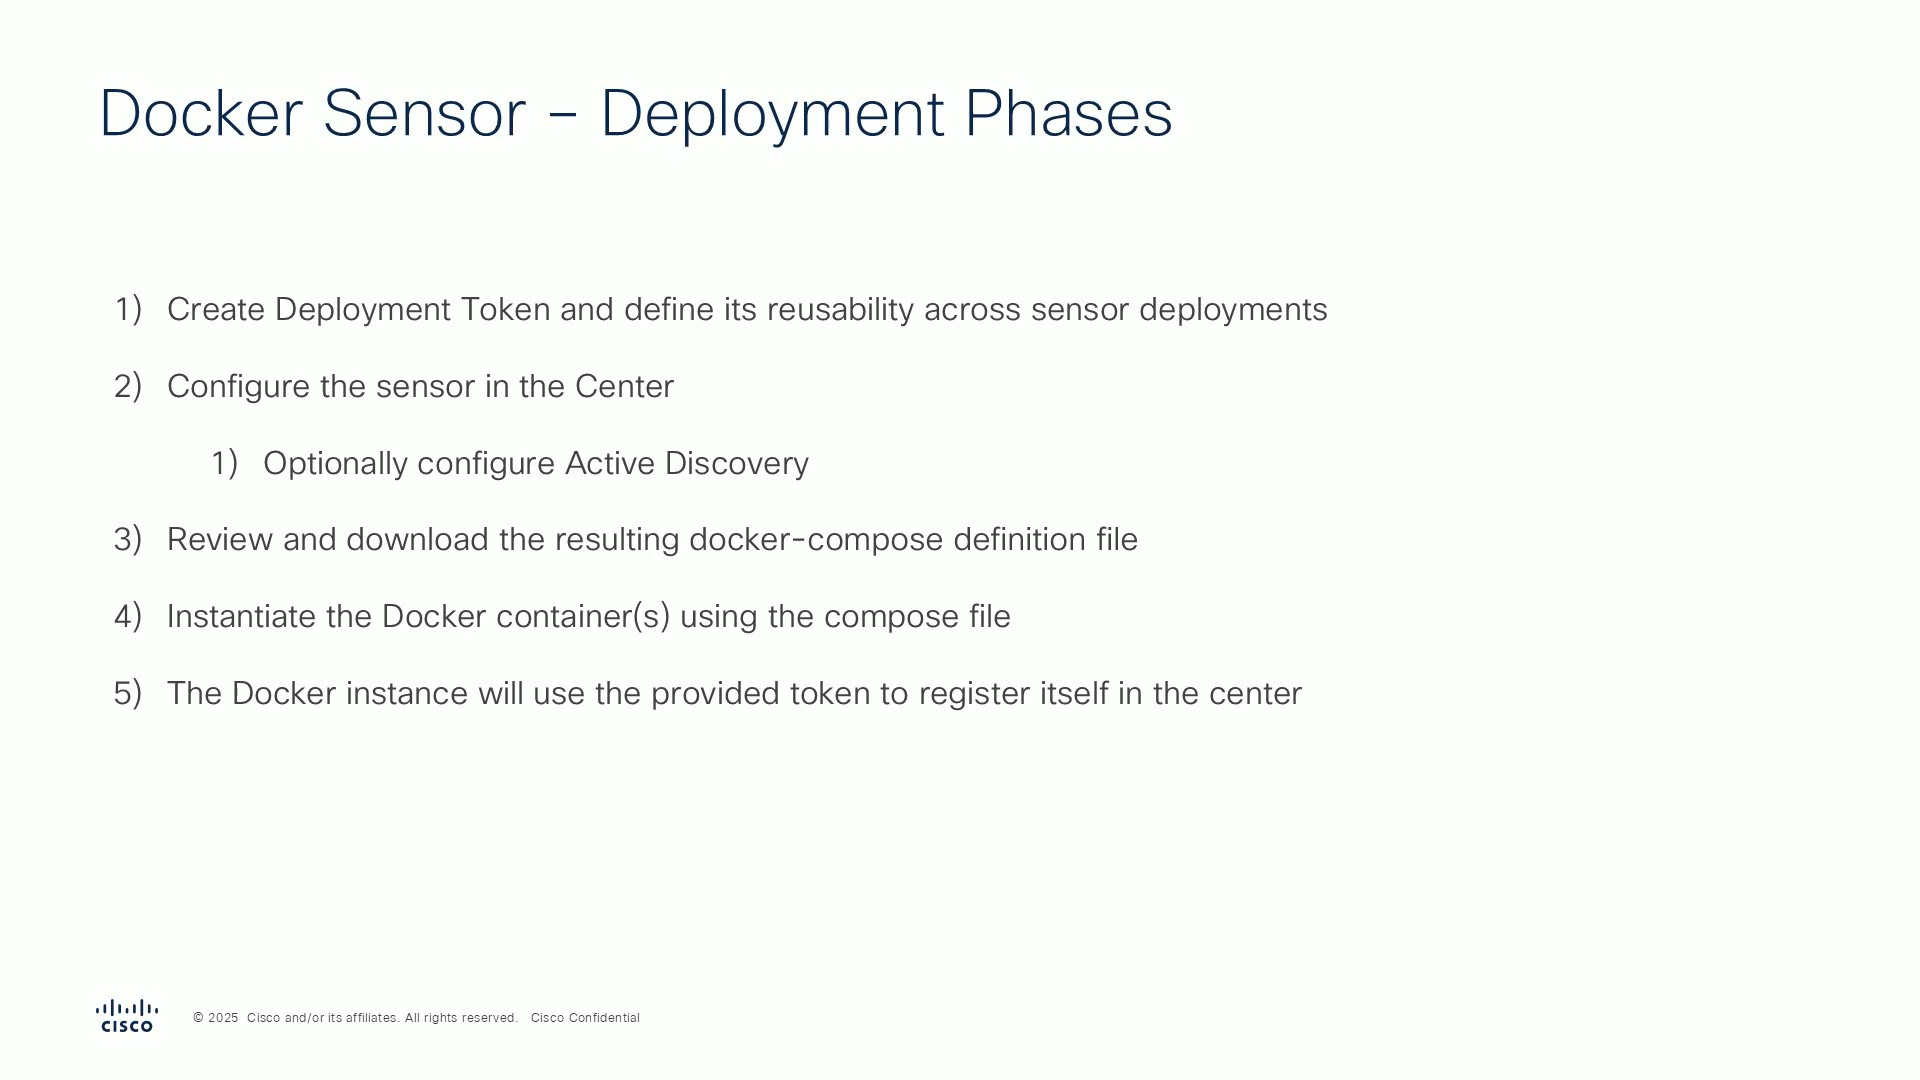 Docker Sensor – Deployment Phases
1) Create Deployment Token and define its reusability across sensor deployments
2) Configure the sensor in the Center
1) Optionally configure Active Discovery
3) Review and download the resulting docker-compose definition file
4) Instantiate the Docker container(s) using the compose file
5) The Docker instance will use the provided token to register itself in the center
CISCO
© 2025 Cisco and/or its affiliates. All rights reserved. Cisco Confidential